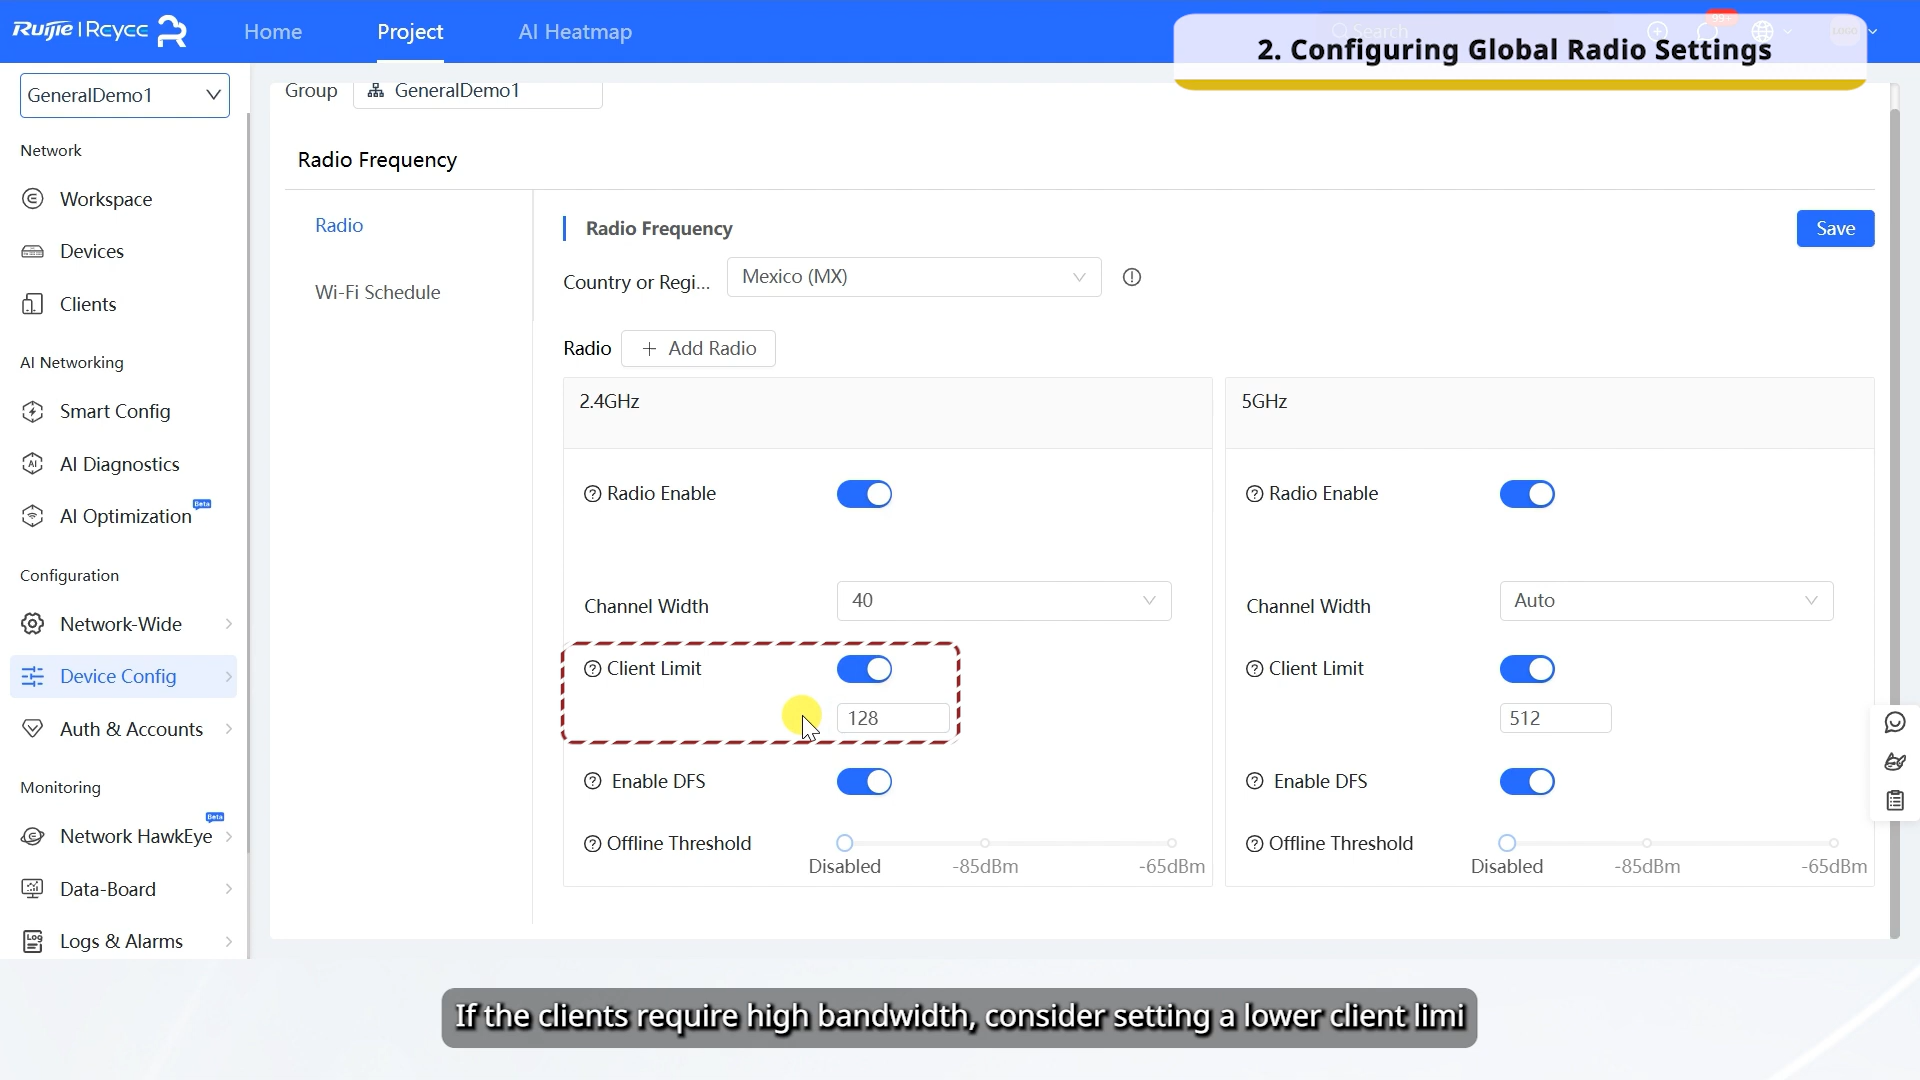 Ruijie | Reyee
Home
Project
AI Heatmap
Search
99+
2. Configuring Global Radio Settings
GeneralDemo1
Group
GeneralDemo1
Network
Workspace
Devices
Clients
AI Networking
Smart Config
AI Diagnostics
AI Optimization
Beta
Configuration
Network-Wide
Device Config
Auth & Accounts
Monitoring
Network HawkEye
Beta
Data-Board
Logs & Alarms
Radio Frequency
Radio
Wi-Fi Schedule
Radio Frequency
Save
Country or Regi...
Mexico (MX)
Radio
+ Add Radio
2.4GHz
Radio Enable
Channel Width
40
Client Limit
128
Enable DFS
Offline Threshold
Disabled
-85dBm
-65dBm
5GHz
Radio Enable
Channel Width
Auto
Client Limit
512
Enable DFS
Offline Threshold
Disabled
-85dBm
-65dBm
If the clients require high bandwidth, consider setting a lower client limi